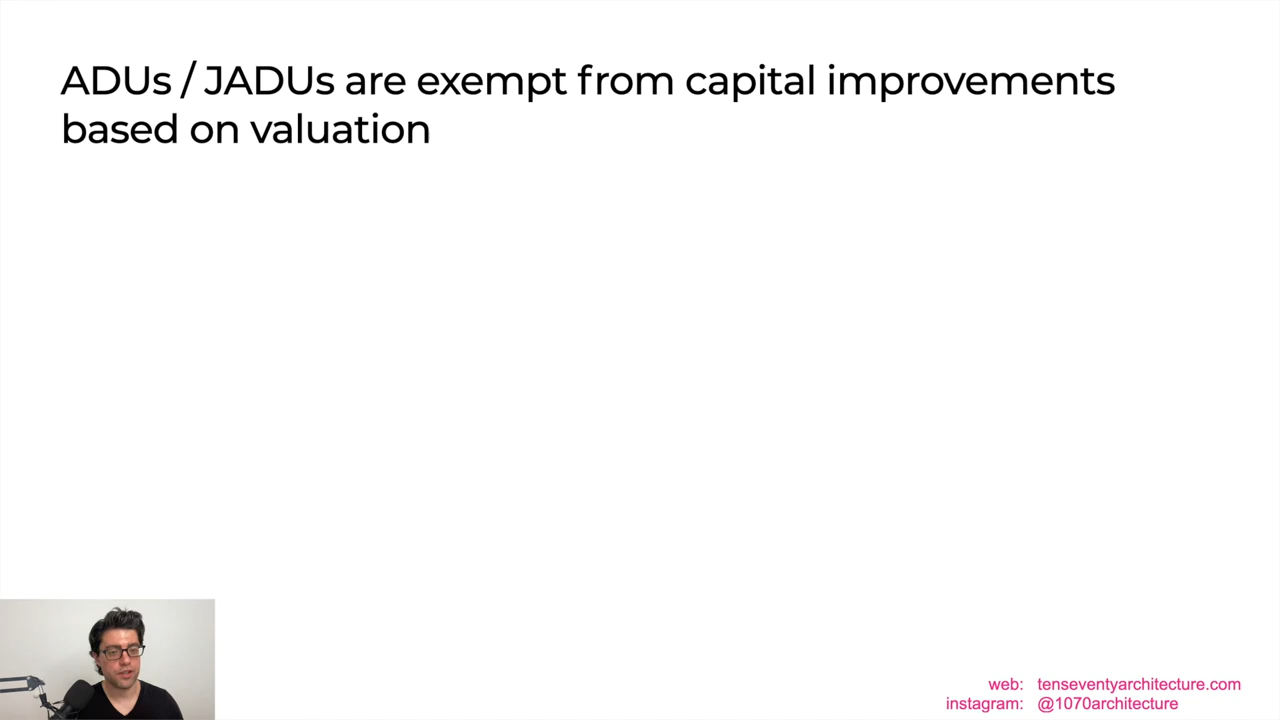 ADUs / JADUs are exempt from capital improvements
based on valuation
web: tenseventyarchitecture.com
instagram: @1070architecture